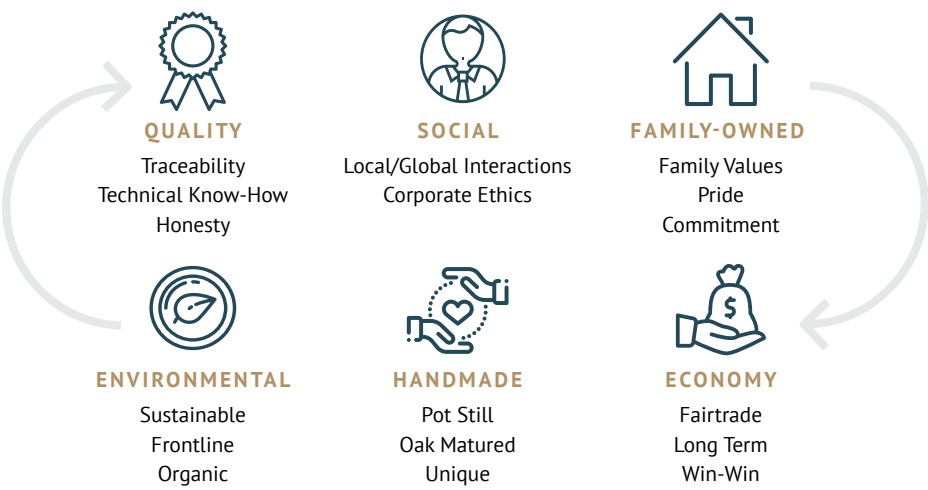 QUALITY
Traceability
Technical Know-How
Honesty
SOCIAL
Local/Global Interactions
Corporate Ethics
FAMILY-OWNED
Family Values
Pride
Commitment
ENVIRONMENTAL
Sustainable
Frontline
Organic
HANDMADE
Pot Still
Oak Matured
Unique
$
ECONOMY
Fairtrade
Long Term
Win-Win